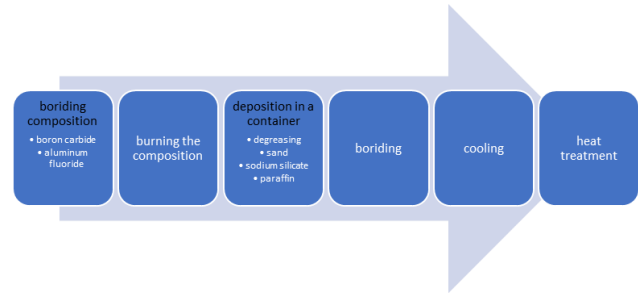 boriding
composition
• boron carbide
• aluminum
fluoride
burning the
composition
deposition in a
container
• degreasing
• sand
• sodium silicate
• paraffin
boriding
cooling
heat
treatment